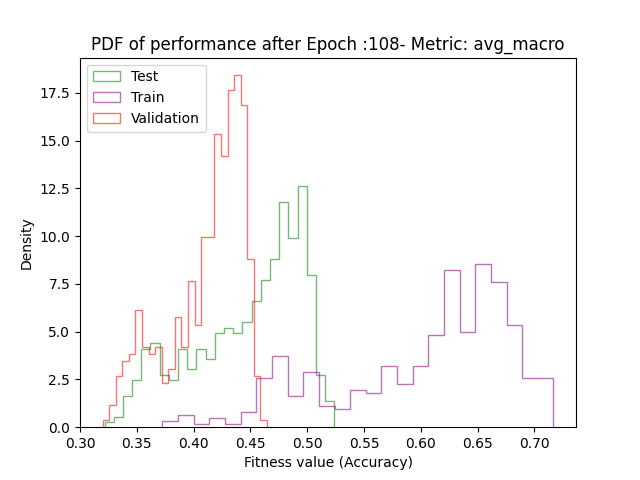 PDF of performance after Epoch :108- Metric: avg_macro
Test
Train
Validation
17.5
15.0
12.5
10.0
7.5
5.0
2.5
0.0
Density
0.30 0.35 0.40 0.45 0.50 0.55 0.60 0.65 0.70
Fitness value (Accuracy)